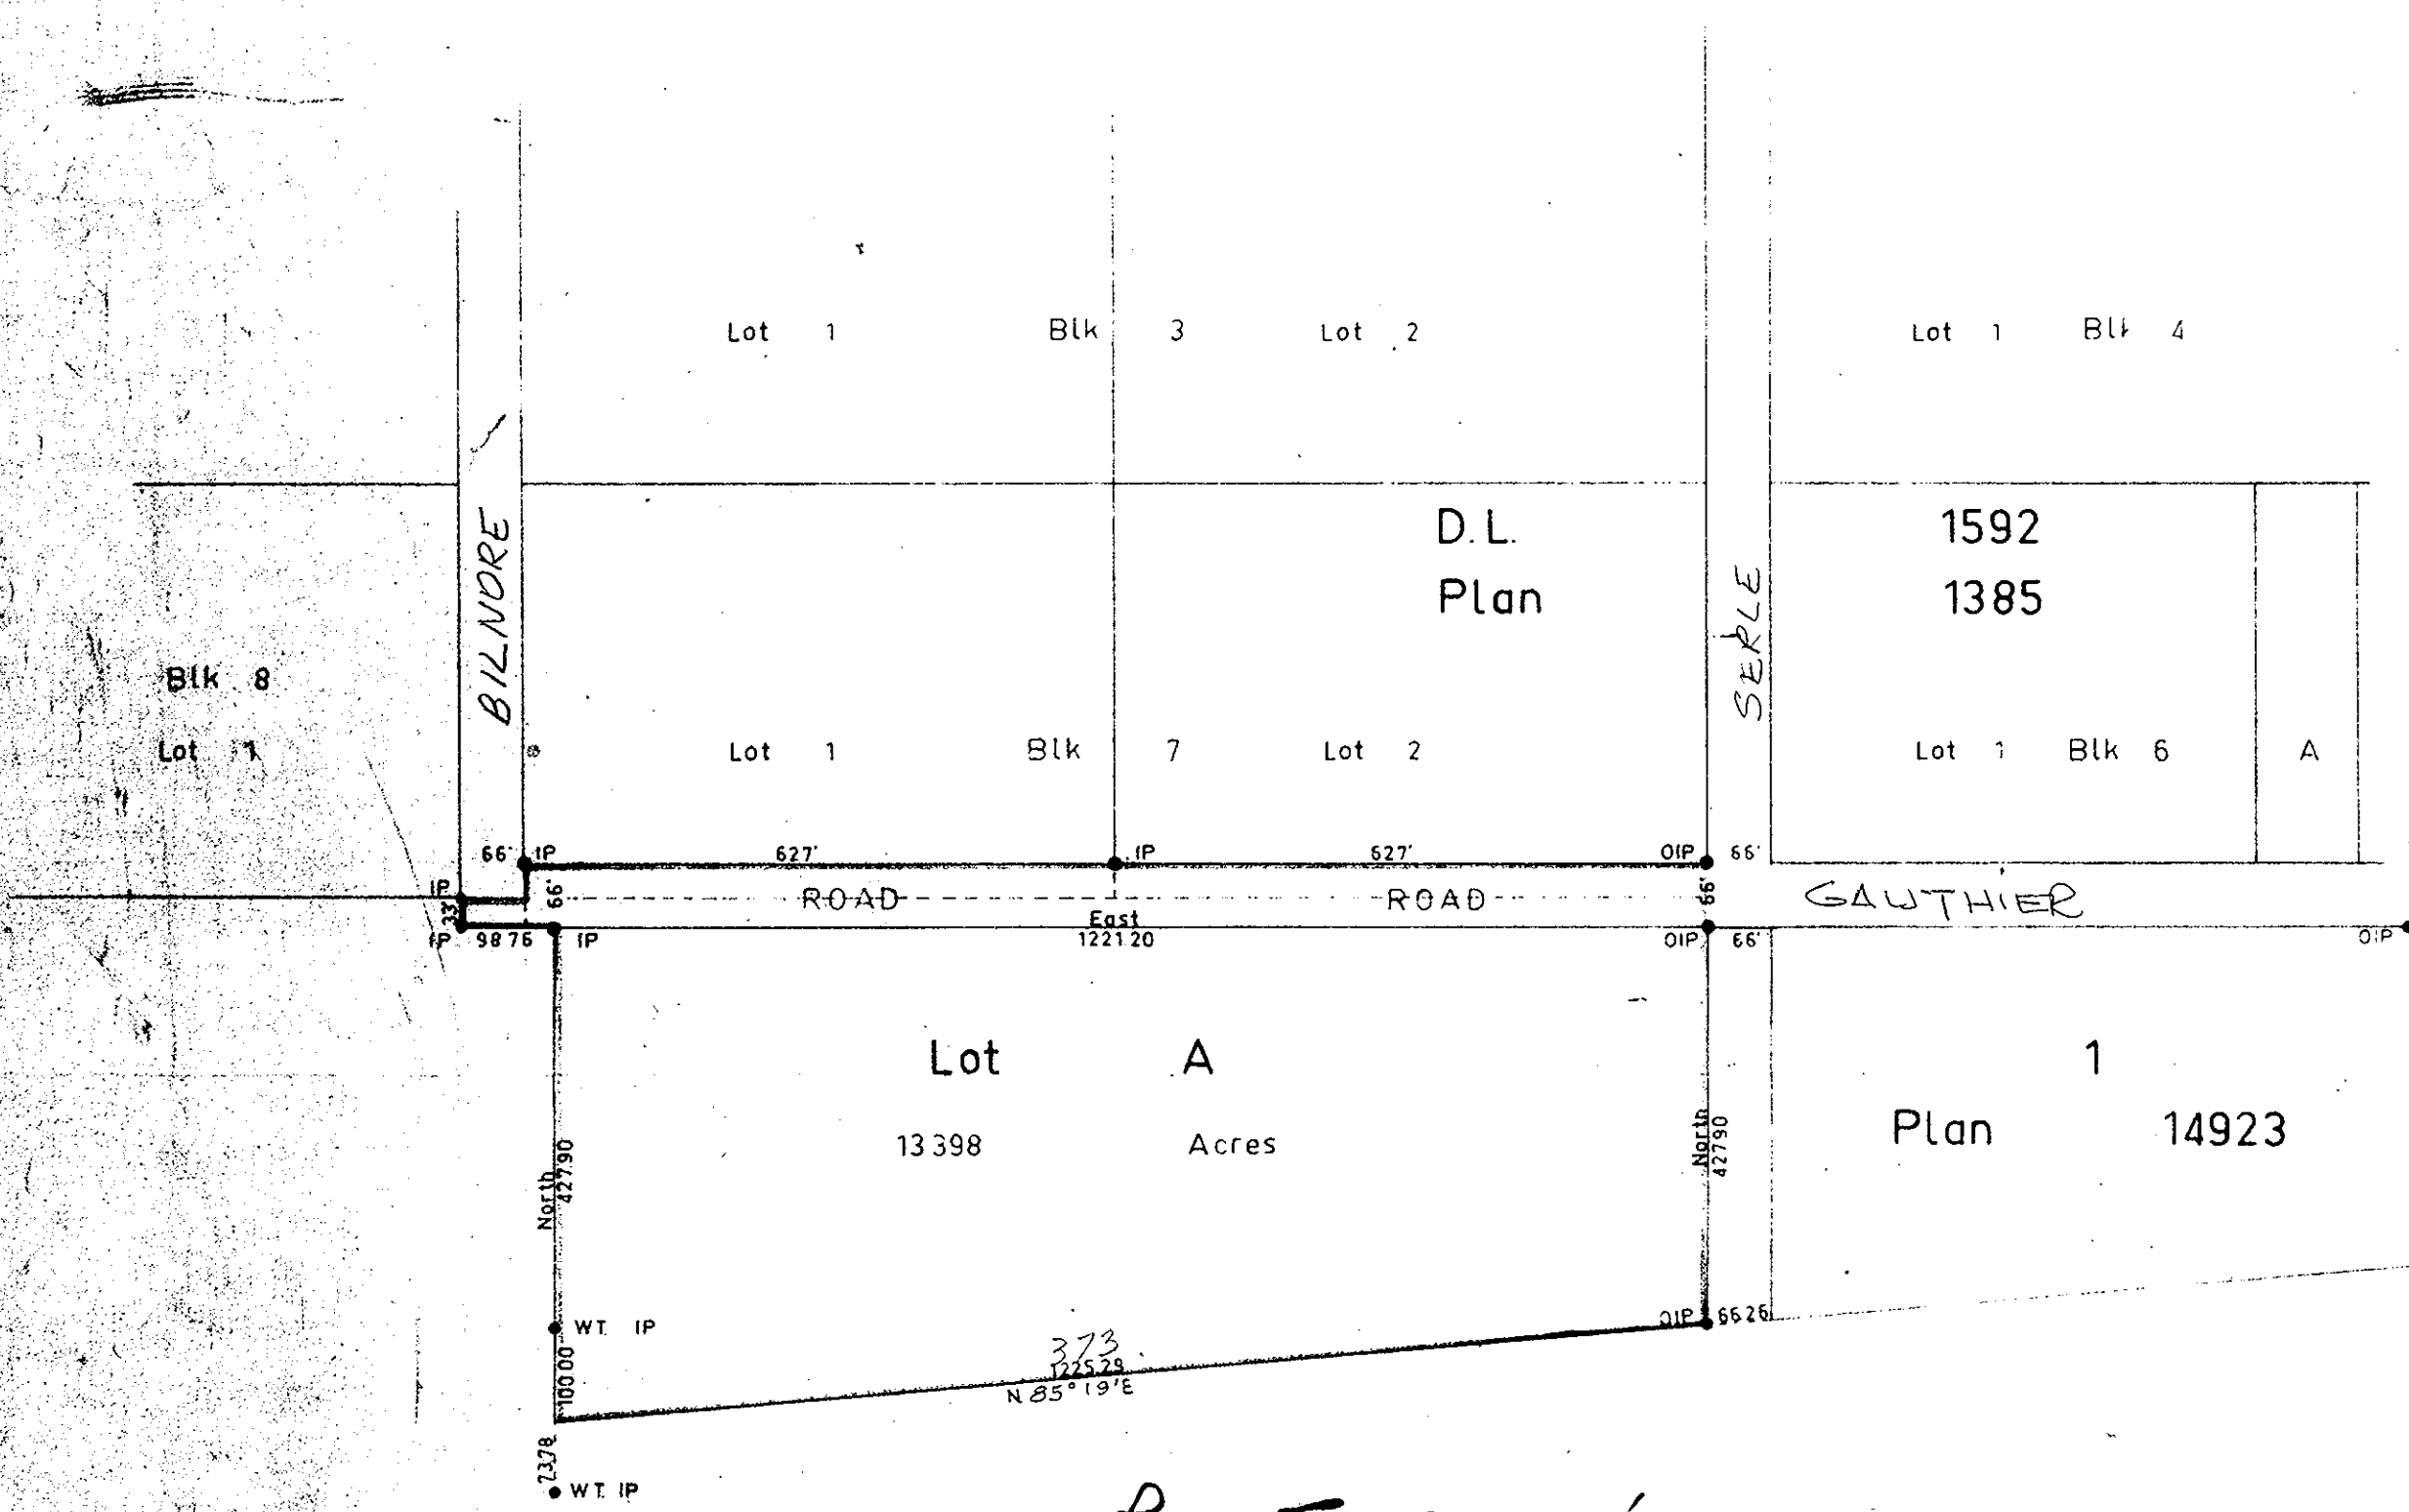 Lot 1 Blk 3 Lot 2 Lot 1 Blk 4
D.L. 1592
Plan 1385
BILNORE
SERLE
Blk 8
Lot 1
Lot 1 Blk 7 Lot 2 Lot 1 Blk 6 A
66' IP 627' IP 627' OIP 66'
IP 33' 66' ROAD ROAD 66' GAUTHIER
East
IP 98 76 IP 1221.20 OIP 66' OIP
Lot A 1
13 398 Acres
Plan 14923
North 427.90
North 42790
WT. IP
100.00
OIP 66 26
373
1225.29
N 85° 19' E
23.78
WT. IP